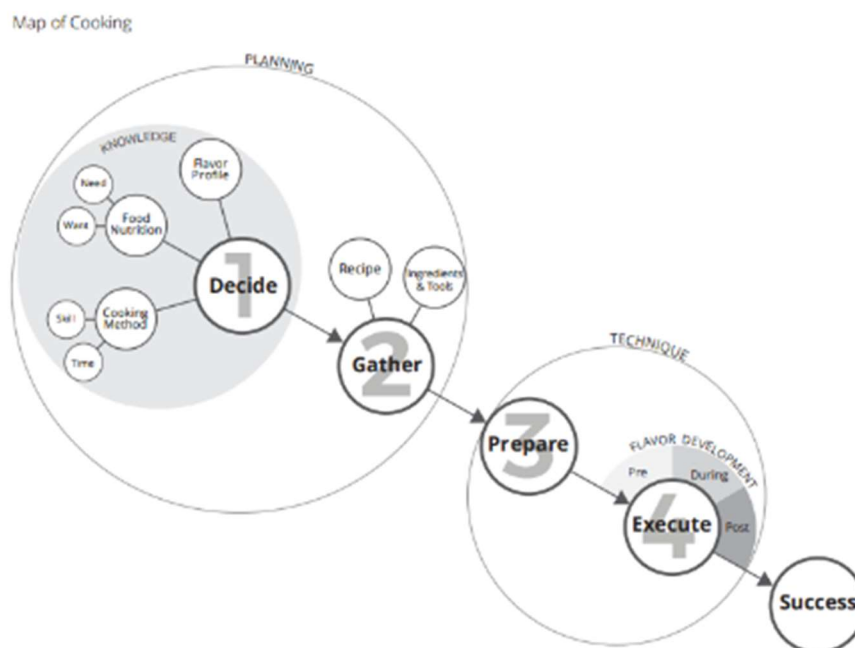 Map of Cooking
PLANNING
KNOWLEDGE
Flavor
Profile
Need
Want
Food
Nutrition
1
Decide
Skill
Time
Cooking
Method
Recipe
Ingredients
& Tools
2
Gather
TECHNIQUE
3
Prepare
FLAVOR DEVELOPMENT
Pre
During
Post
4
Execute
Success